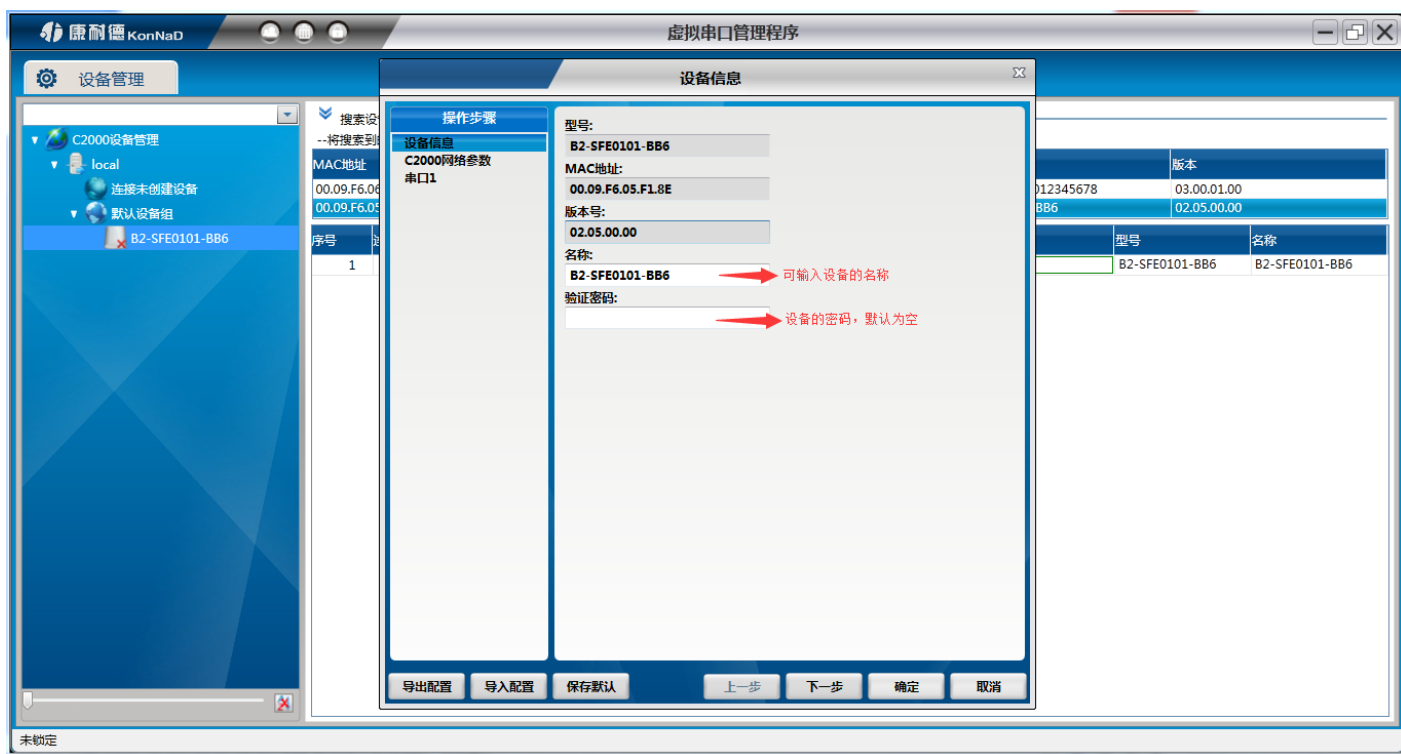 康耐德 KonNaD
虚拟串口管理程序
设备管理
设备信息
C2000设备管理
local
连接未创建设备
默认设备组
B2-SFE0101-BB6
搜索设
--将搜索到
MAC地址
版本
00.09.F6.06
012345678
03.00.01.00
00.09.F6.05
BB6
02.05.00.00
序号
型号
名称
1
B2-SFE0101-BB6
B2-SFE0101-BB6
操作步骤
设备信息
C2000网络参数
串口1
型号:
B2-SFE0101-BB6
MAC地址:
00.09.F6.05.F1.8E
版本号:
02.05.00.00
名称:
B2-SFE0101-BB6
可输入设备的名称
验证密码:
设备的密码，默认为空
导出配置
导入配置
保存默认
上一步
下一步
确定
取消
未锁定